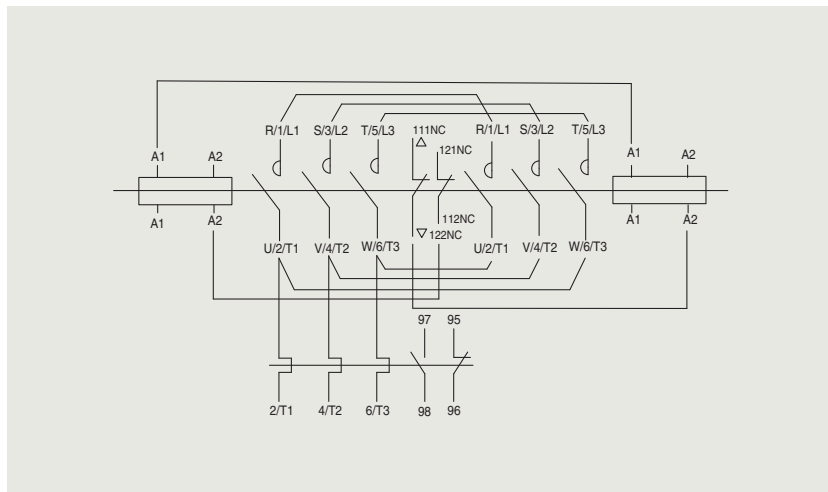 R/1/L1 S/3/L2 T/5/L3 111NC R/1/L1 S/3/L2 T/5/L3
121NC
A1 A2 A1 A2
A1 A2 A1 A2
112NC
122NC
U/2/T1 V/4/T2 W/6/T3 U/2/T1 V/4/T2 W/6/T3
97 95
2/T1 4/T2 6/T3 98 96